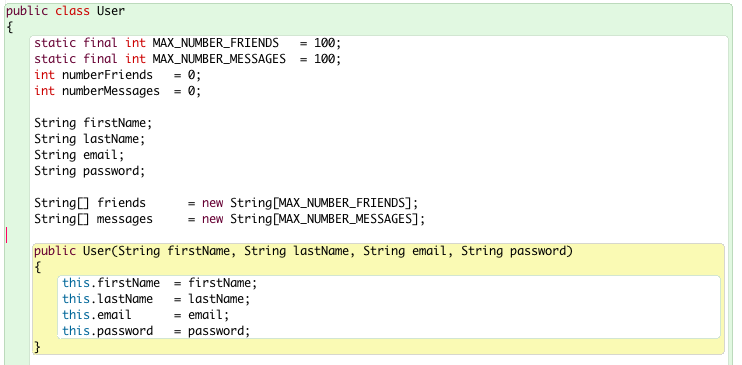 public class User
{
static final int MAX_NUMBER_FRIENDS = 100;
static final int MAX_NUMBER_MESSAGES = 100;
int numberFriends = 0;
int numberMessages = 0;
String firstName;
String lastName;
String email;
String password;
String[] friends = new String[MAX_NUMBER_FRIENDS];
String[] messages = new String[MAX_NUMBER_MESSAGES];
public User(String firstName, String lastName, String email, String password)
{
this.firstName = firstName;
this.lastName = lastName;
this.email = email;
this.password = password;
}